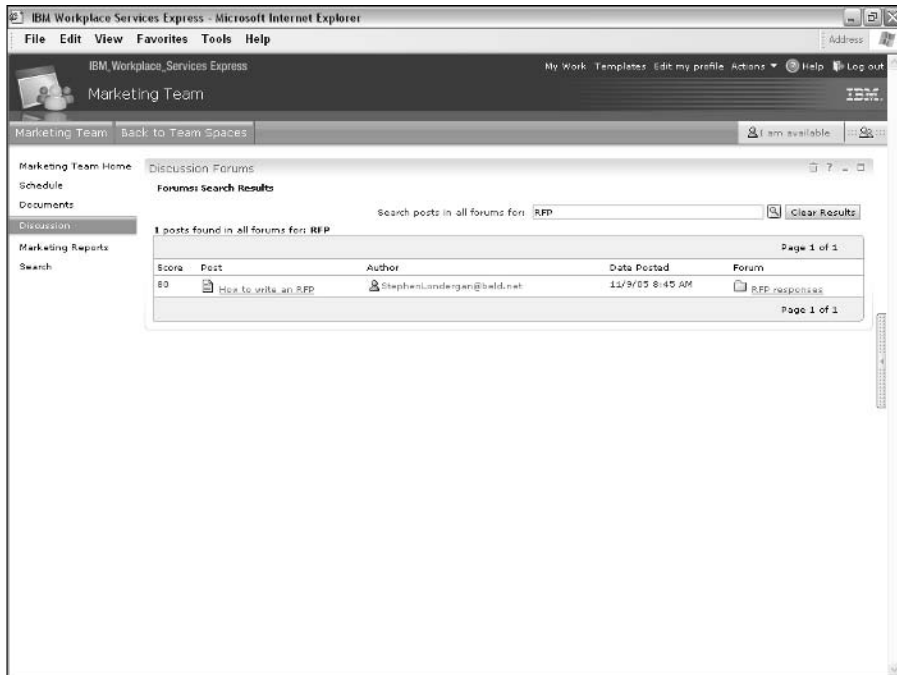 IBM Workplace Services Express - Microsoft Internet Explorer
File Edit View Favorites Tools Help Address
IBM_Workplace_Services Express My Work Templates Edit my profile Actions Help Log out
Marketing Team IBM.
Marketing Team Back to Team Spaces I am available
Marketing Team Home
Schedule
Documents
Discussion
Marketing Reports
Search
Discussion Forums ?
Forums: Search Results
Search posts in all forums for: RFP Clear Results
1 posts found in all forums for: RFP
Page 1 of 1
Score Post Author Date Posted Forum
80 How to write an RFP StephenLondergan@beld.net 11/9/05 8:45 AM RFP responses
Page 1 of 1